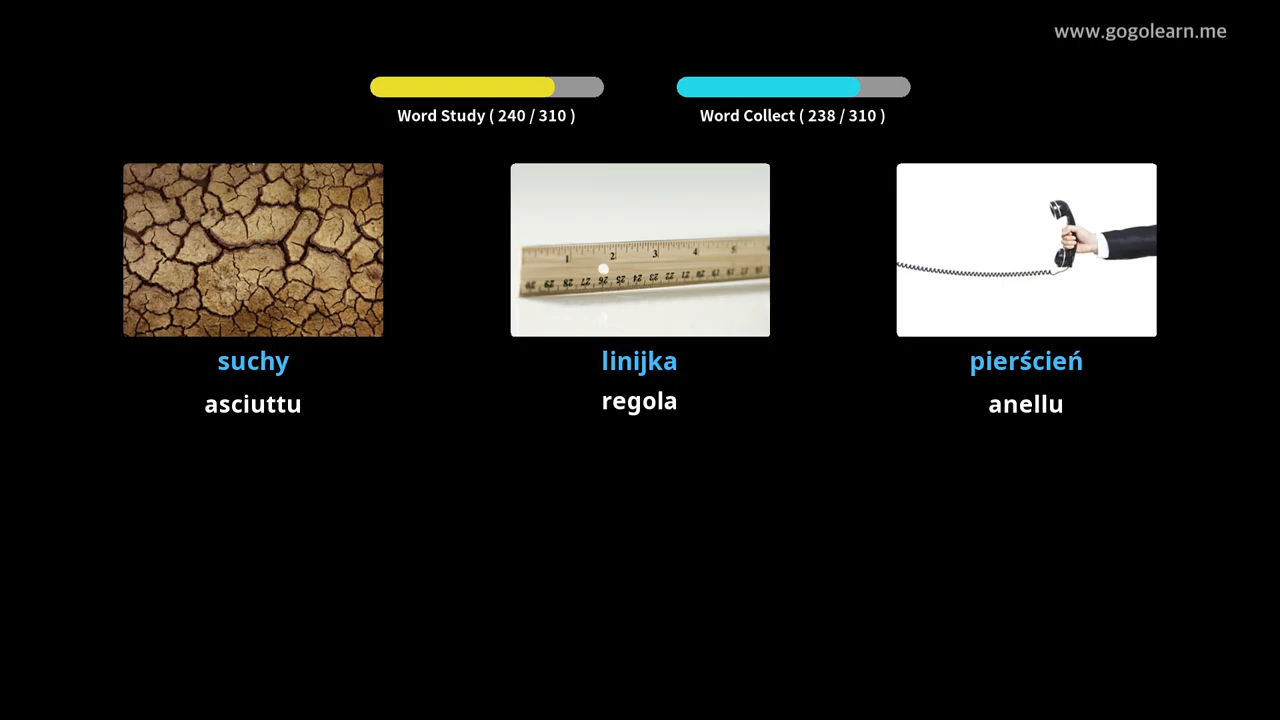 www.gogolearn.me
Word Study ( 240 / 310 )
Word Collect ( 238 / 310 )
suchy
linijka
pierścień
asciuttu
regola
anellu